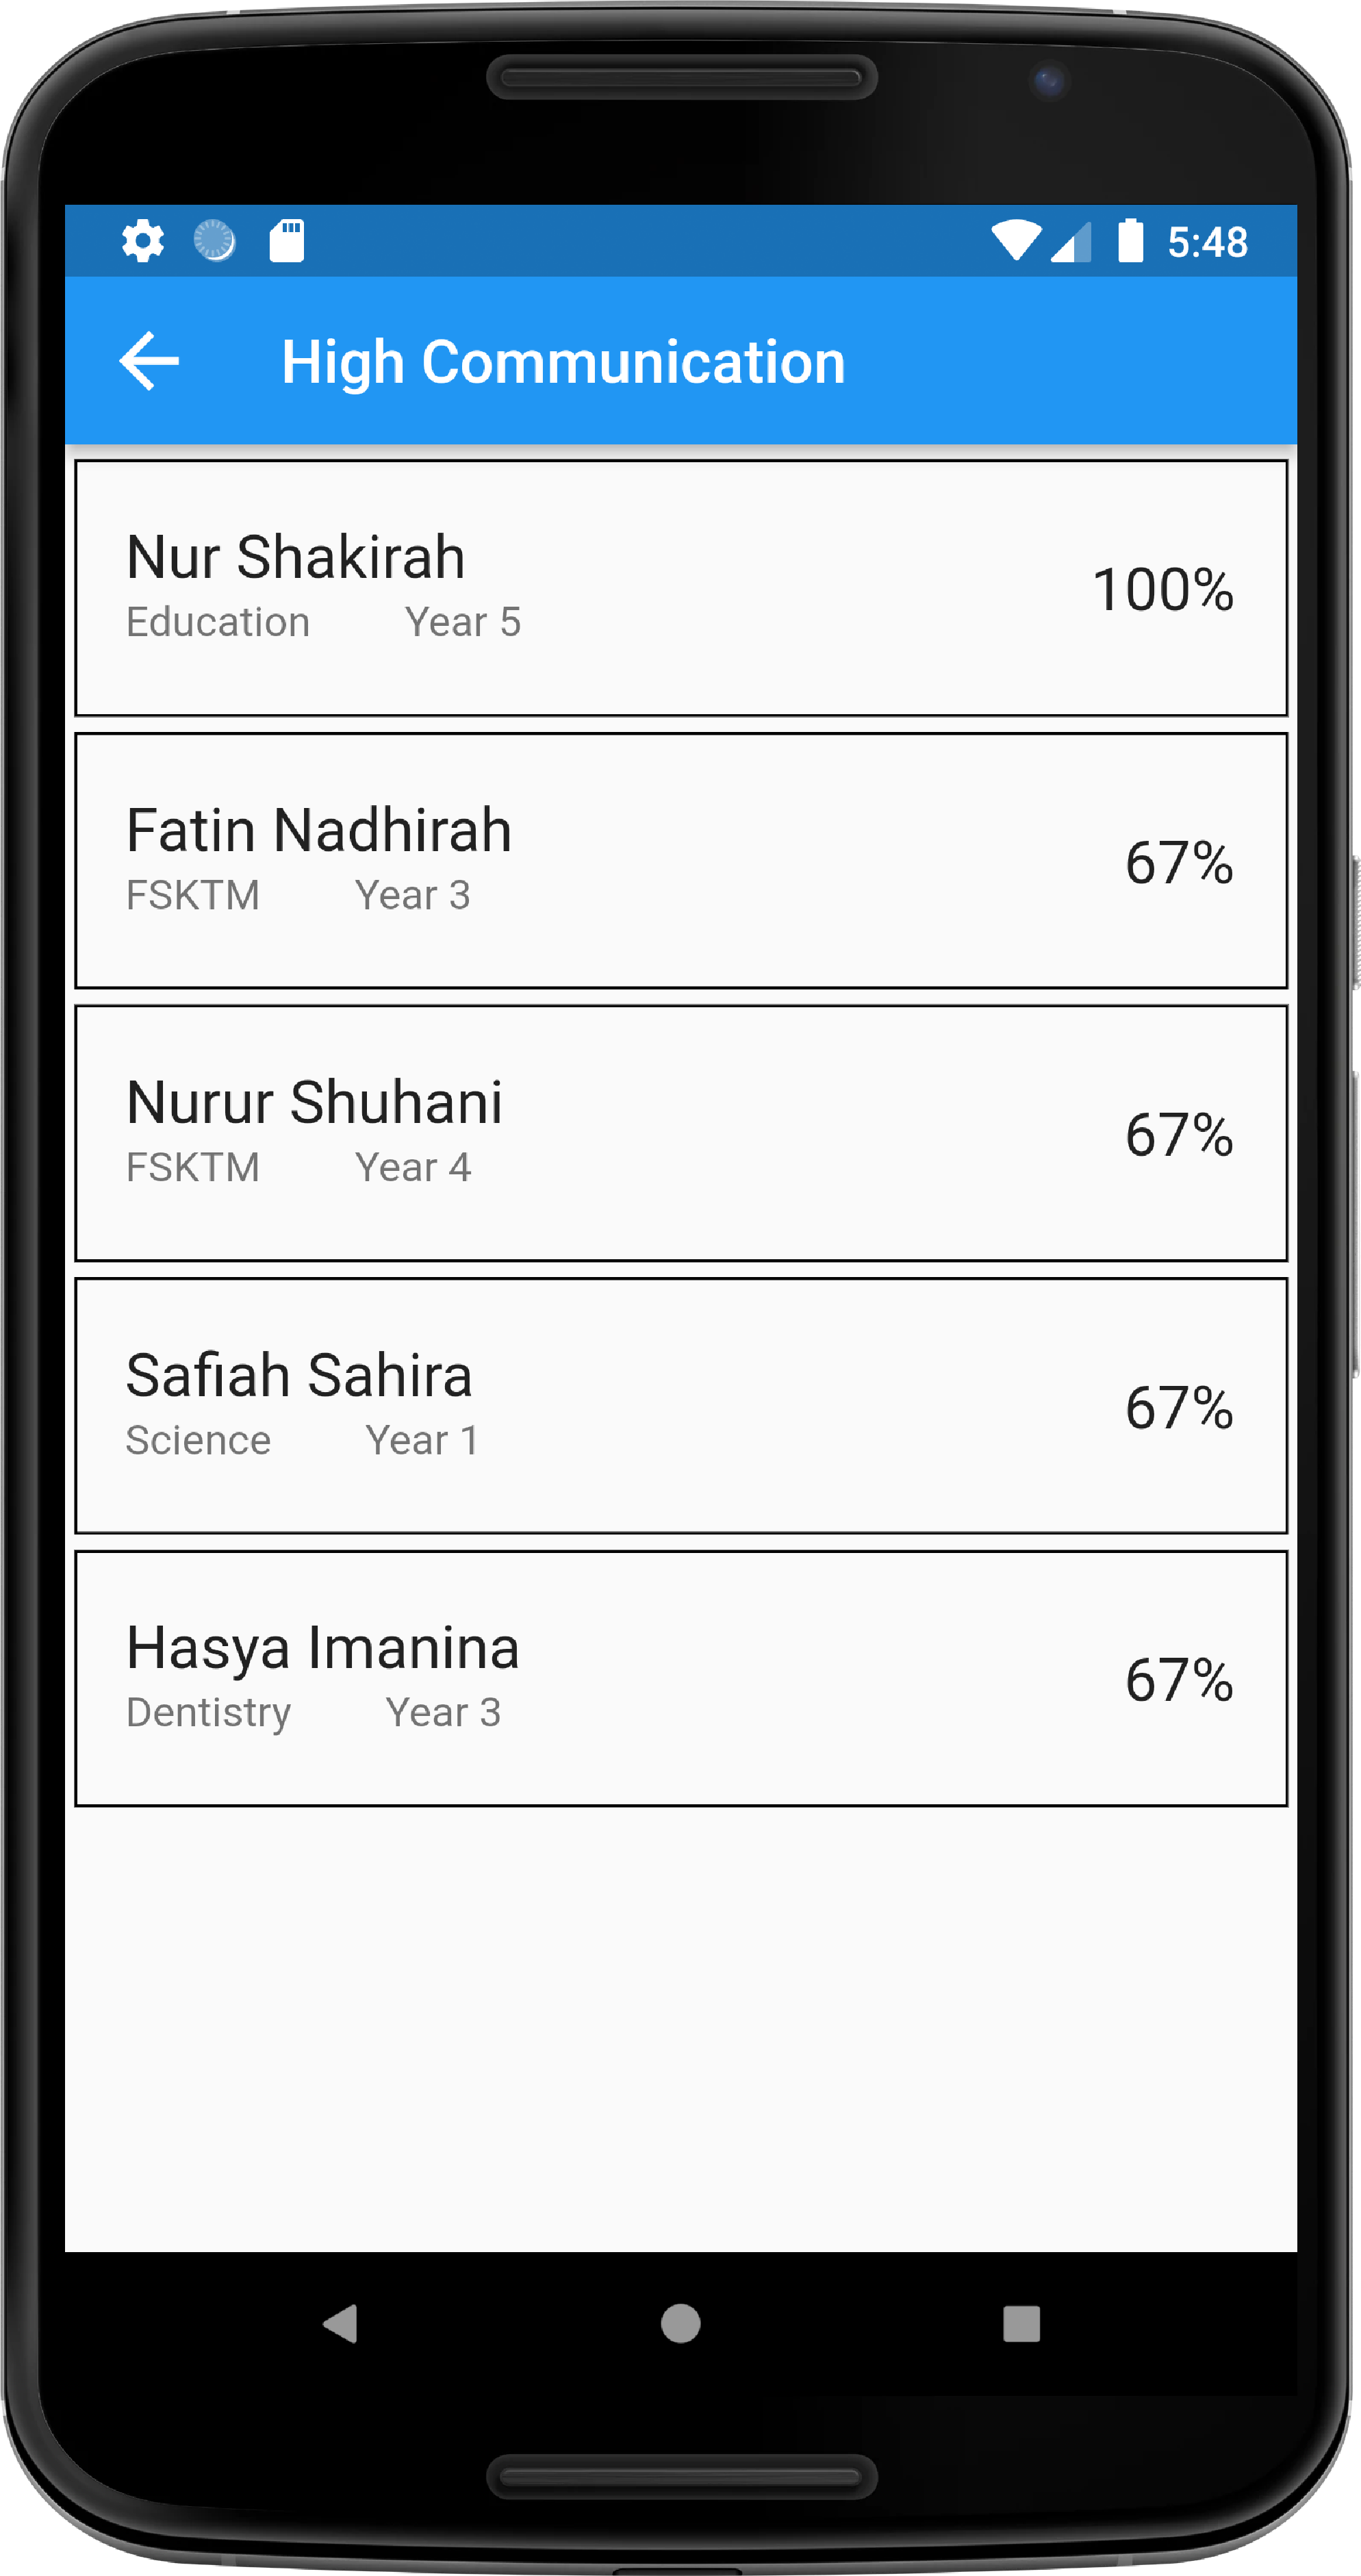 5:48
High Communication
Nur Shakirah
Education Year 5
100%
Fatin Nadhirah
FSKTM Year 3
67%
Nurur Shuhani
FSKTM Year 4
67%
Safiah Sahira
Science Year 1
67%
Hasya Imanina
Dentistry Year 3
67%